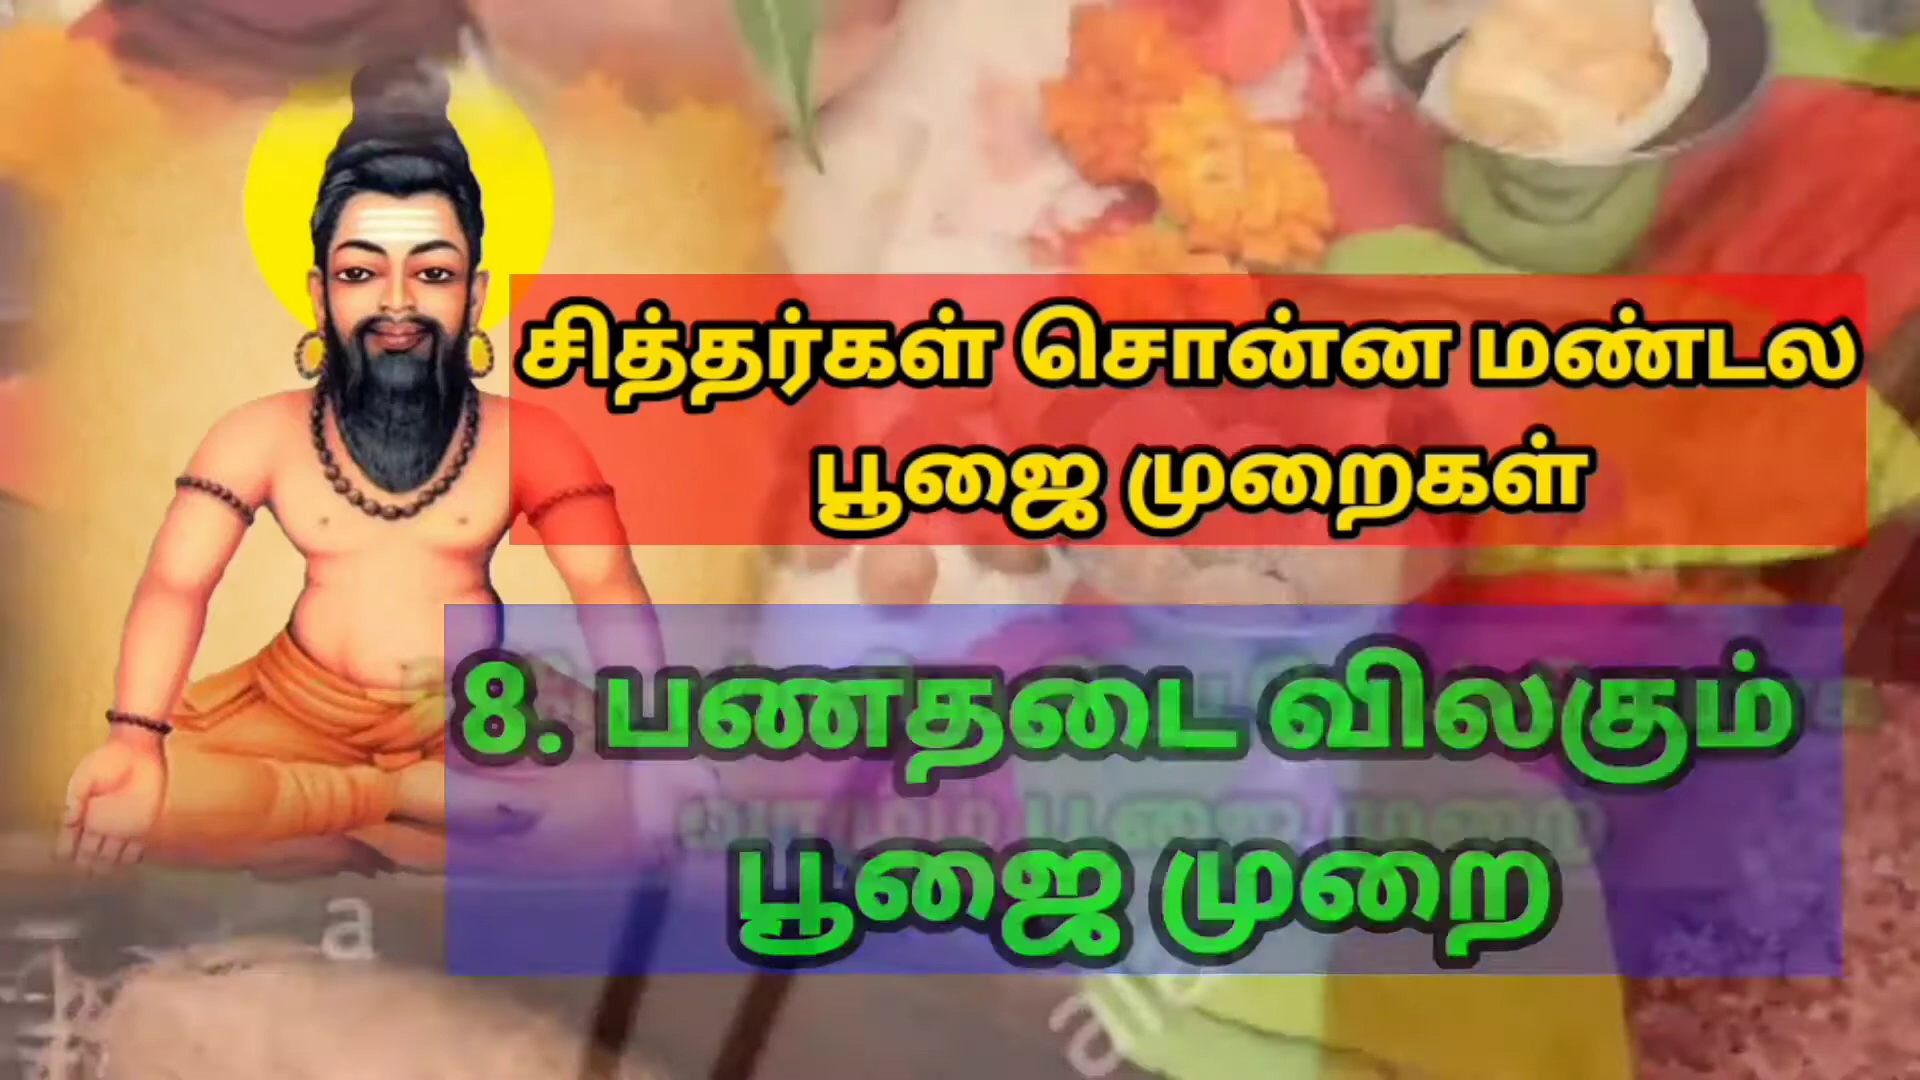 சித்தர்கள் சொன்ன மண்டல
பூஜை முறைகள்
8. பணதடை விலகும்
பூஜை முறை
a